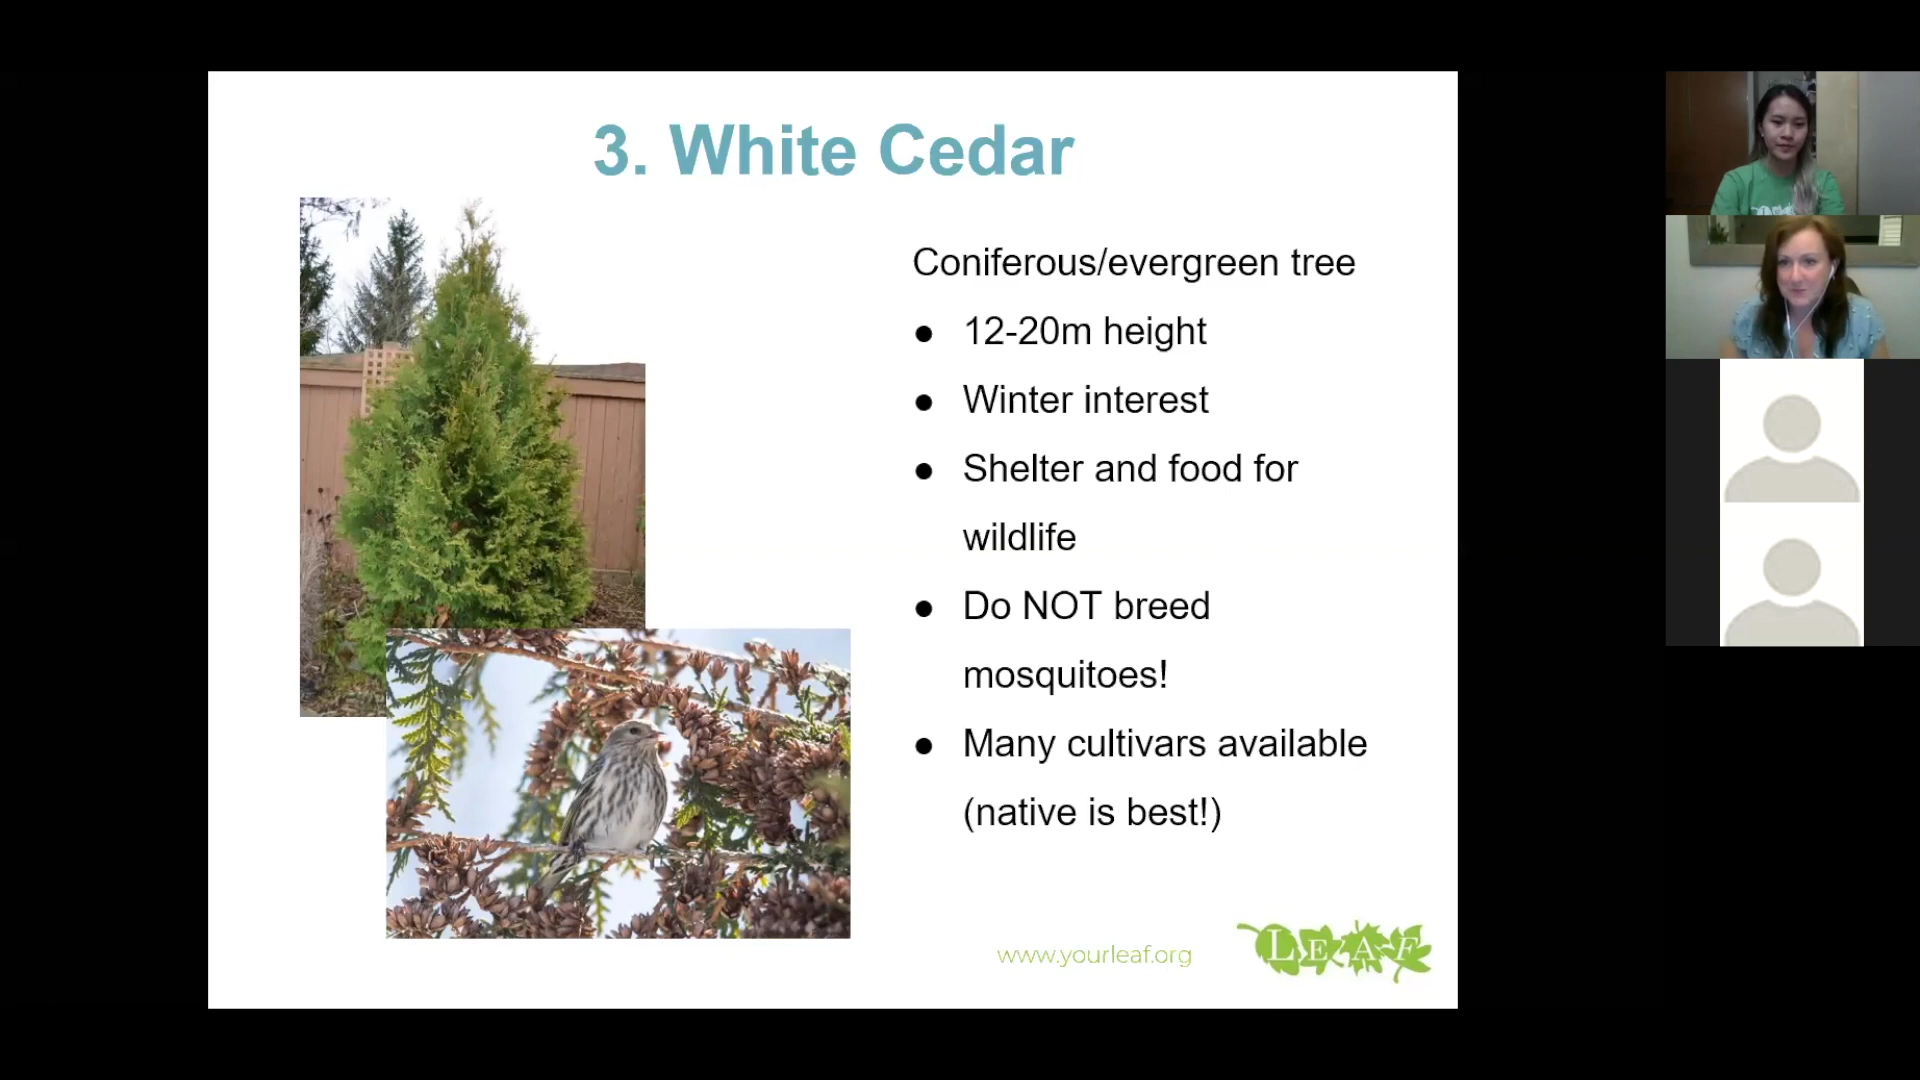 3. White Cedar
Coniferous/evergreen tree
● 12-20m height
● Winter interest
● Shelter and food for
wildlife
● Do NOT breed
mosquitoes!
● Many cultivars available
(native is best!)
www.yourleaf.org
LEAF